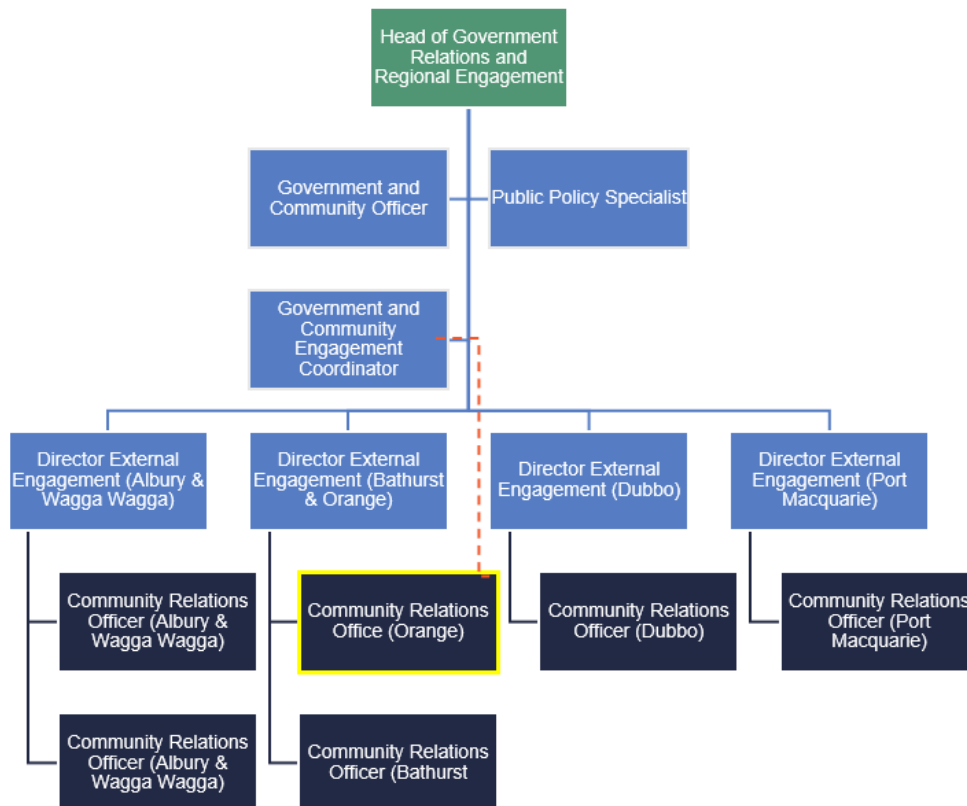 Head of Government
Relations and
Regional Engagement
Government and
Community Officer
Public Policy Specialist
Government and
Community
Engagement
Coordinator
Director External
Engagement (Albury &
Wagga Wagga)
Director External
Engagement (Bathurst
& Orange)
Director External
Engagement (Dubbo)
Director External
Engagement (Port
Macquarie)
Community Relations
Officer (Albury &
Wagga Wagga)
Community Relations
Office (Orange)
Community Relations
Officer (Dubbo)
Community Relations
Officer (Port
Macquarie)
Community Relations
Officer (Albury &
Wagga Wagga)
Community Relations
Officer (Bathurst